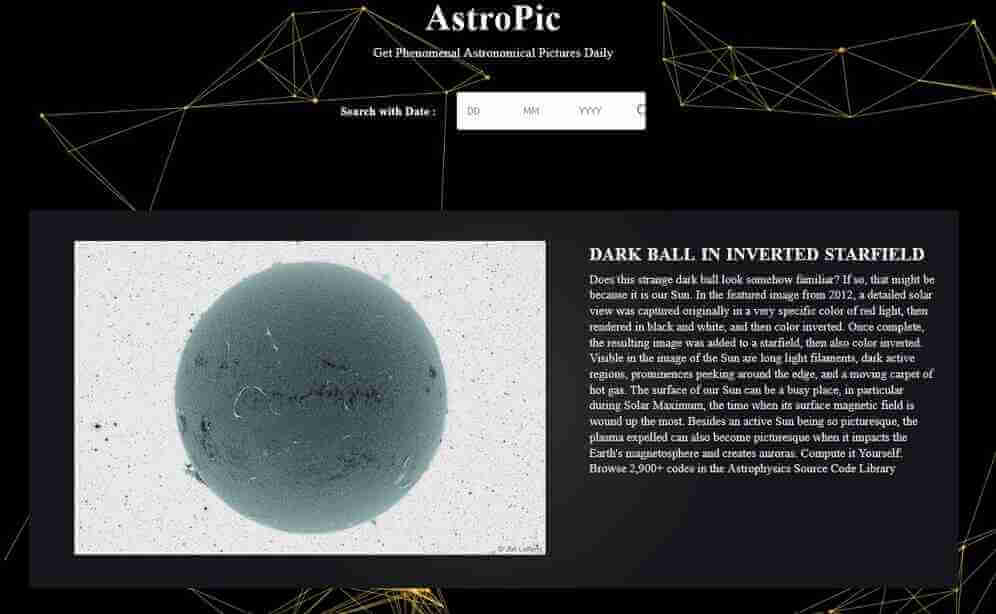 AstroPic
Get Phenomenal Astronomical Pictures Daily
Search with Date :
DD MM YYYY
DARK BALL IN INVERTED STARFIELD
Does this strange dark ball look somehow familiar? If so, that might be
because it is our Sun. In the featured image from 2012, a detailed solar
view was captured originally in a very specific color of red light, then
rendered in black and white, and then color inverted. Once complete,
the resulting image was added to a starfield, then also color inverted.
Visible in the image of the Sun are long light filaments, dark active
regions, prominences peeking around the edge, and a moving carpet of
hot gas. The surface of our Sun can be a busy place, in particular
during Solar Maximum, the time when its surface magnetic field is
wound up the most. Besides an active Sun being so picturesque, the
plasma expelled can also become picturesque when it impacts the
Earth's magnetosphere and creates auroras. Compute it Yourself:
Browse 2,900+ codes in the Astrophysics Source Code Library